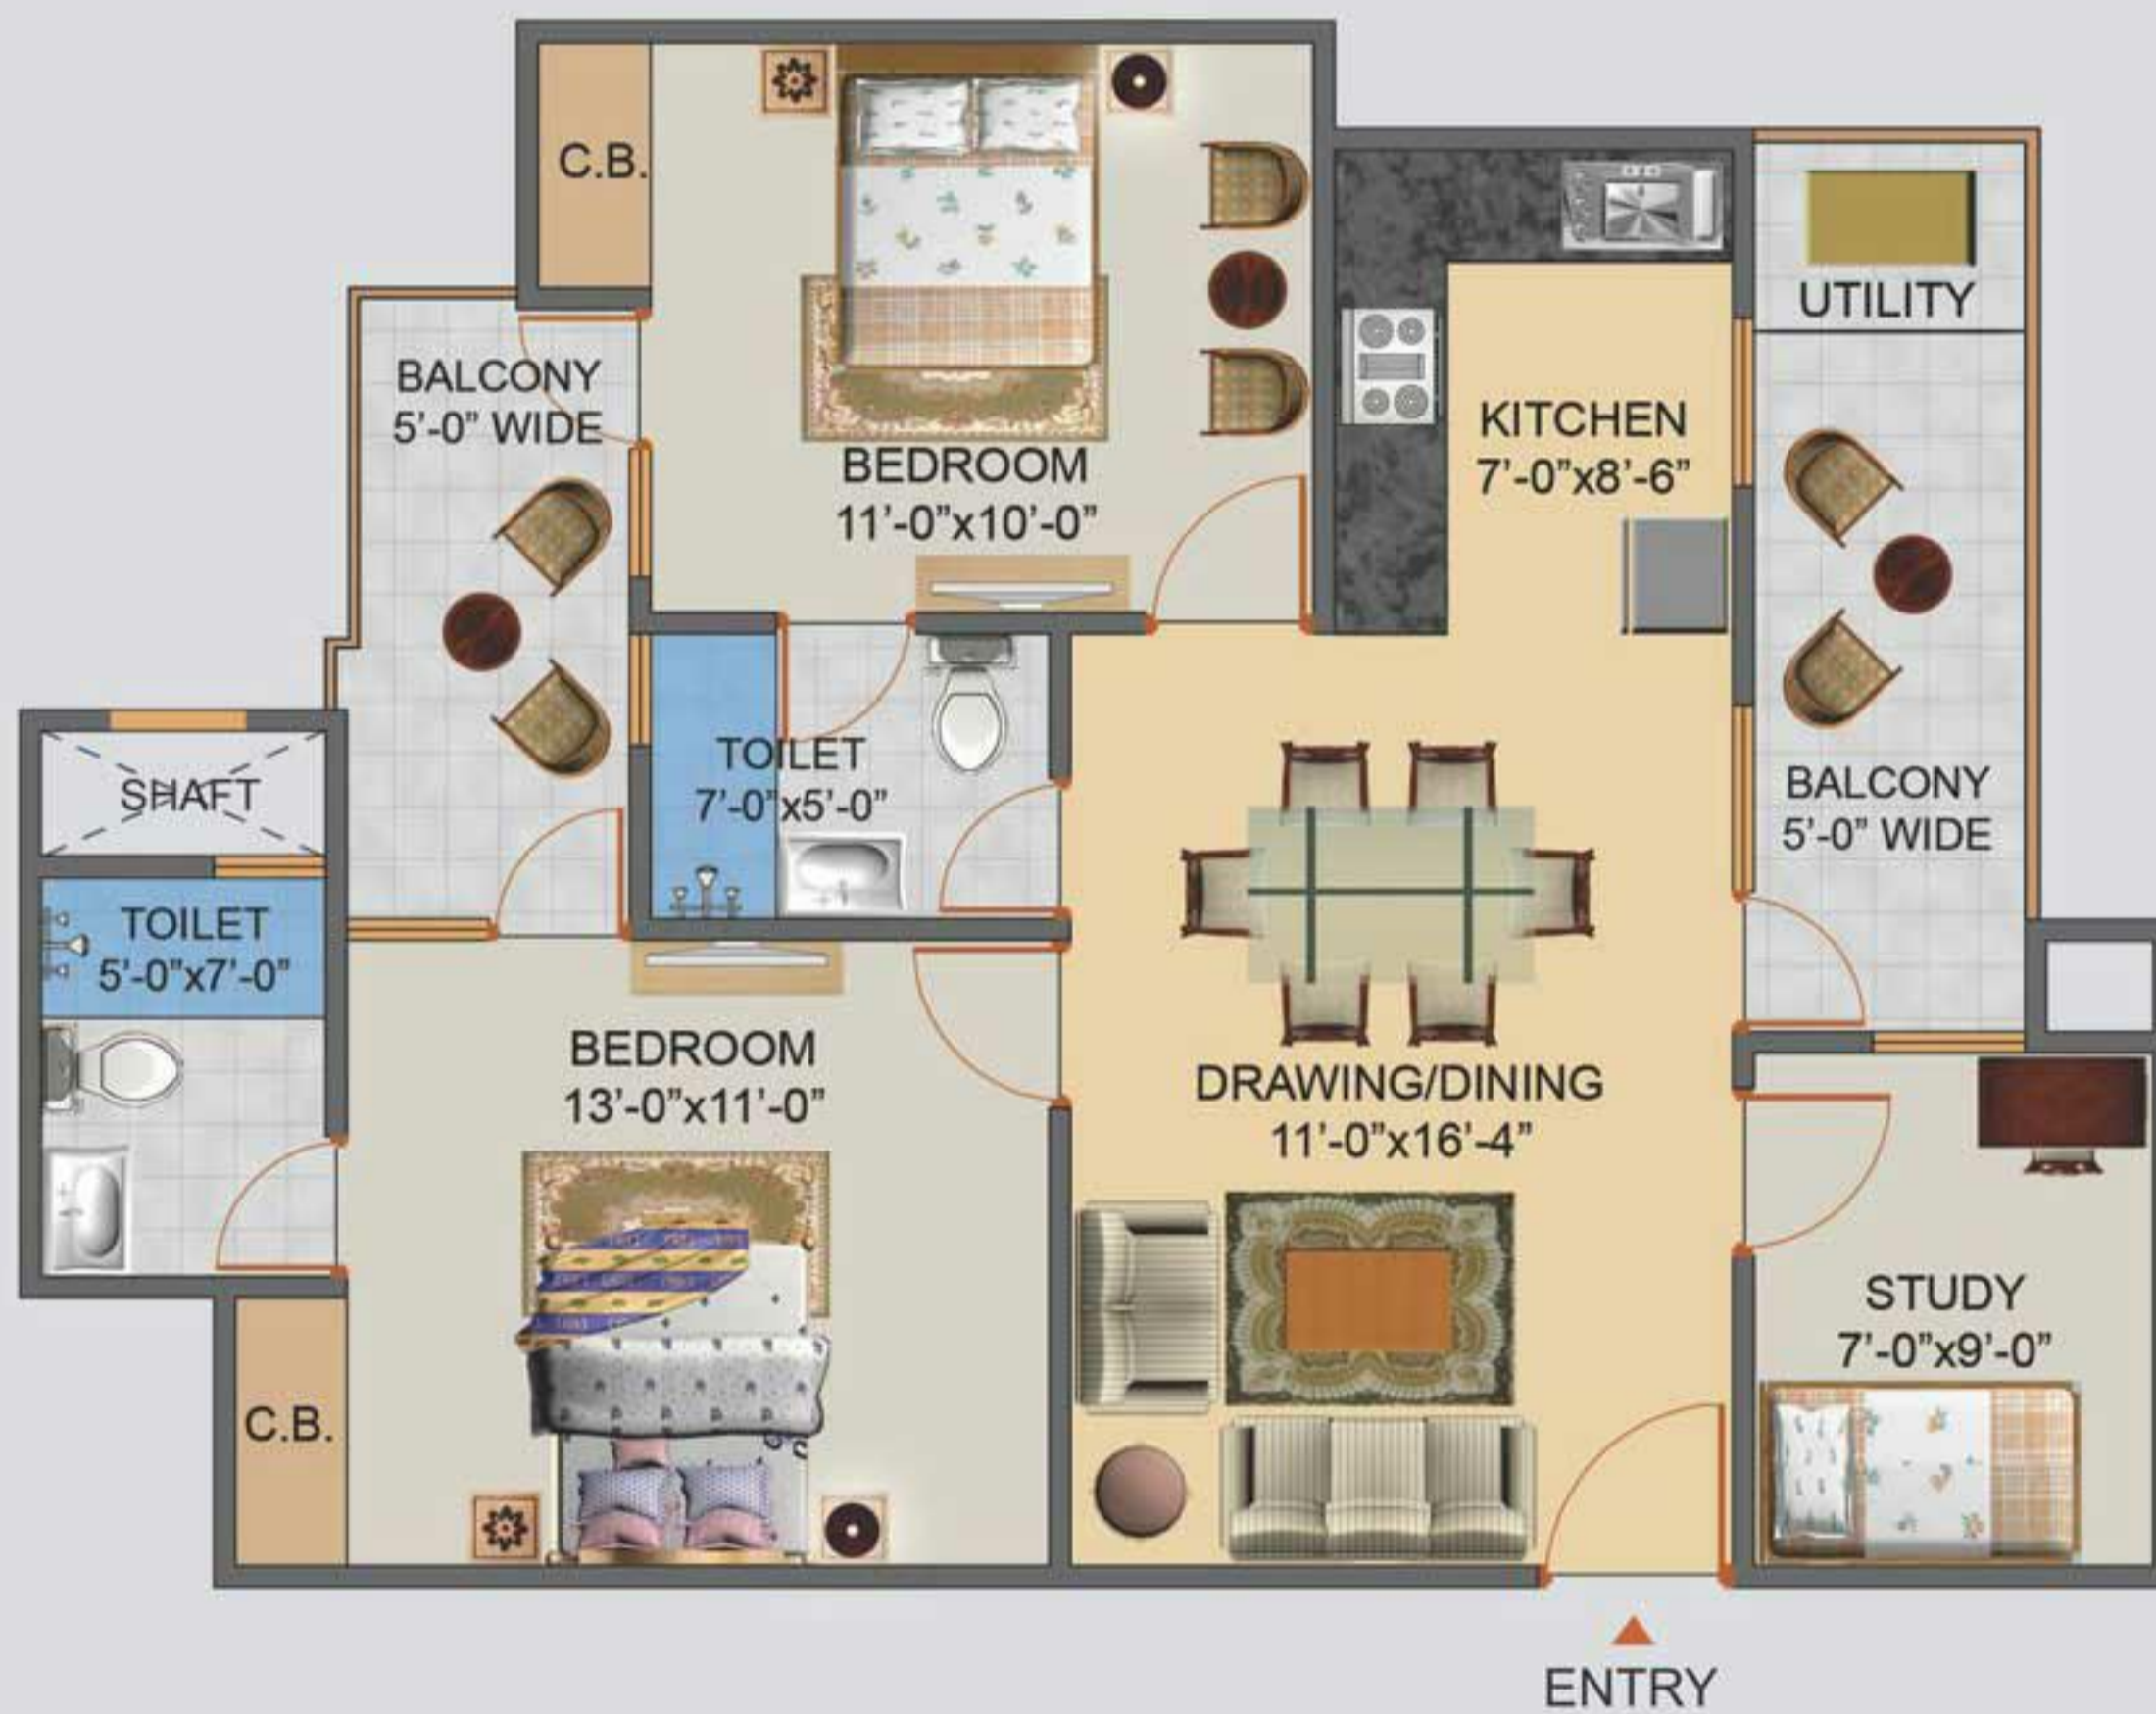 C.B.
UTILITY
BALCONY
5'-0" WIDE
BEDROOM
11'-0"x10'-0"
KITCHEN
7'-0"x8'-6"
SHAFT
TOILET
7'-0"x5'-0"
BALCONY
5'-0" WIDE
TOILET
5'-0"x7'-0"
BEDROOM
13'-0"x11'-0"
DRAWING/DINING
11'-0"x16'-4"
STUDY
7'-0"x9'-0"
C.B.
ENTRY